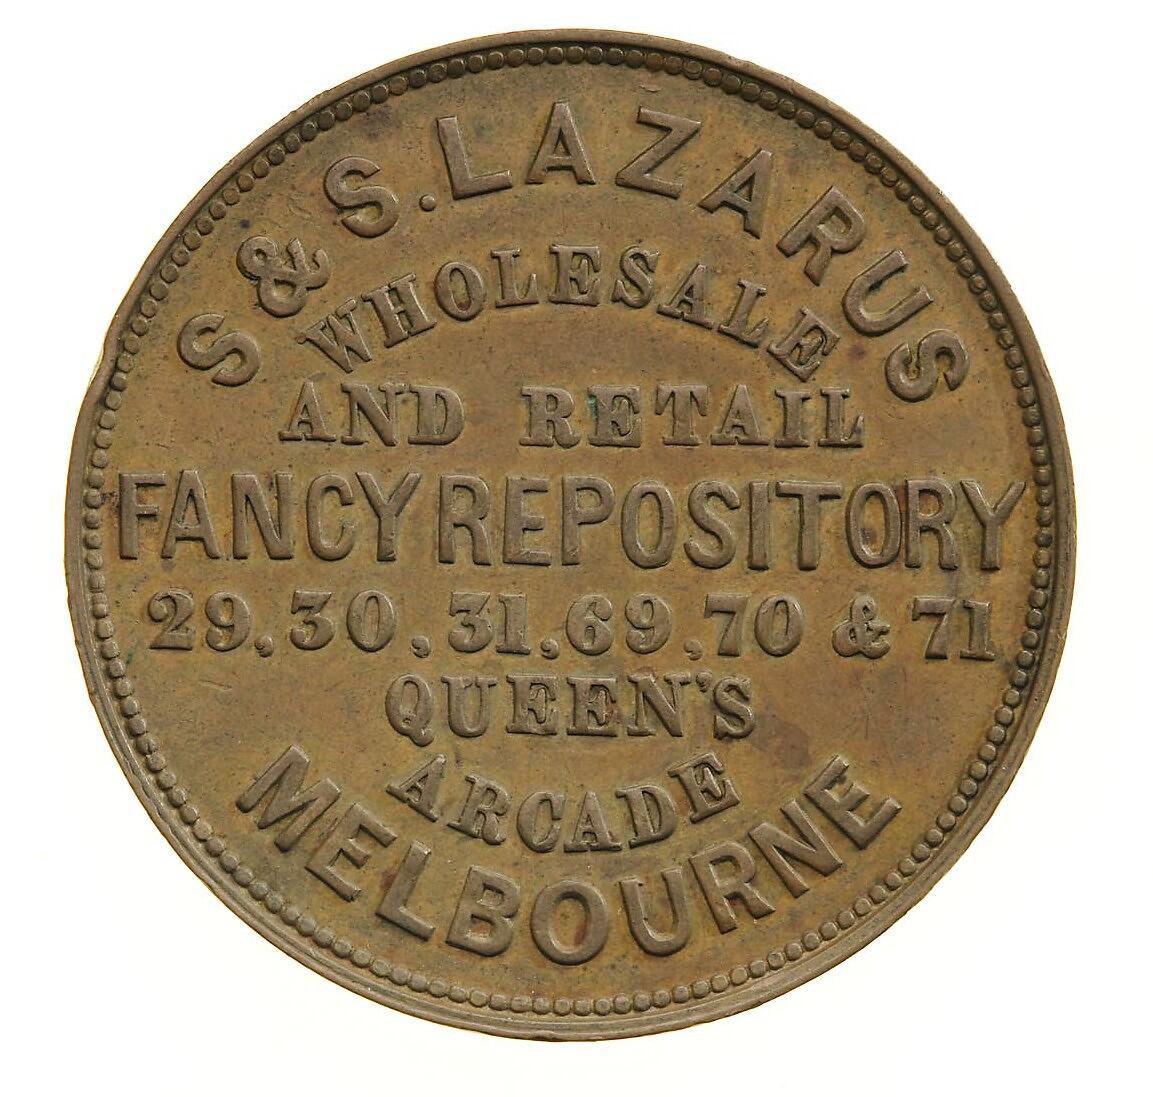 S & S. LAZARUS
WHOLESALE
AND RETAIL
FANCY REPOSITORY
29, 30, 31, 69, 70 & 71
QUEEN'S
ARCADE
MELBOURNE